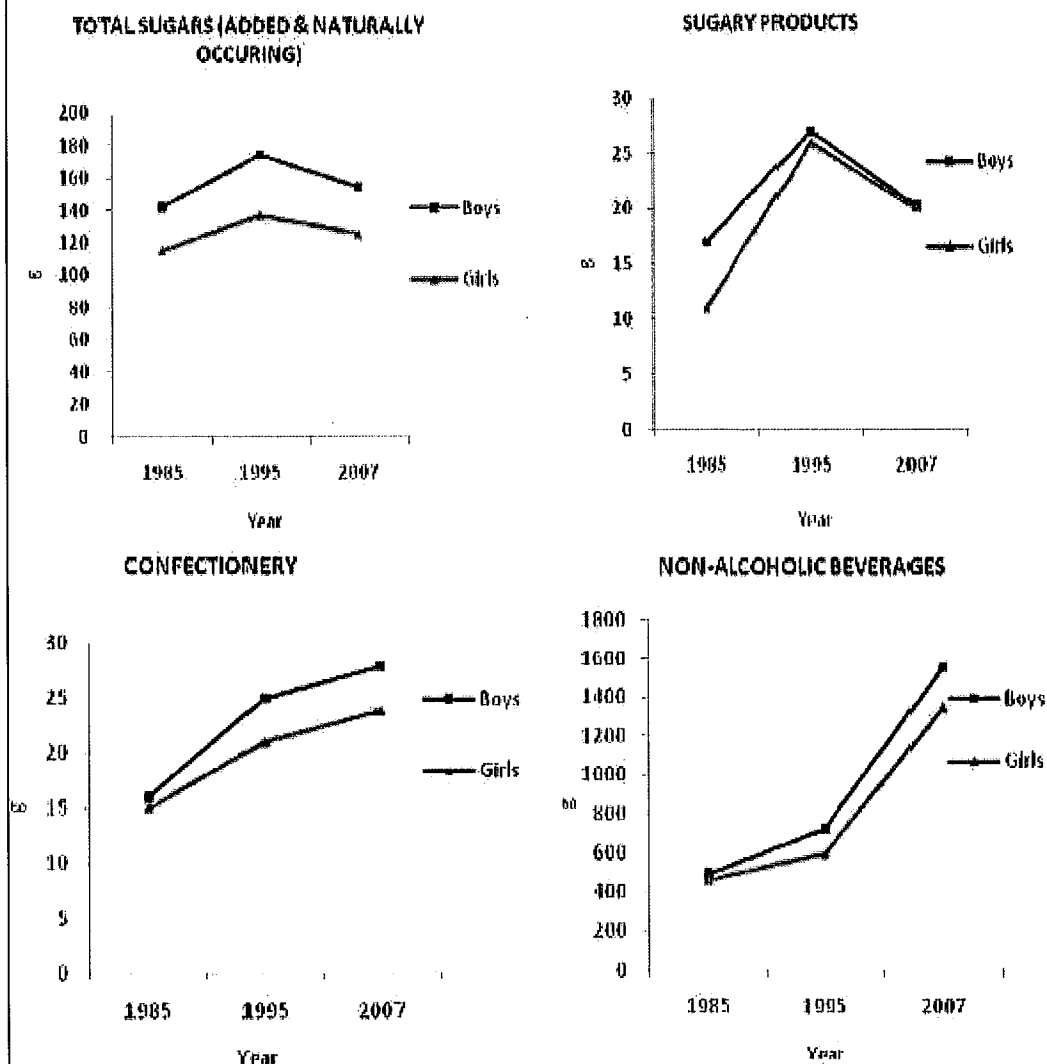 TOTAL SUGARS (ADDED & NATURALLY
OCCURING)
200
180
160
140
120
100
80
60
40
20
0
g
1985
1995
2007
Year
Boys
Girls
SUGARY PRODUCTS
30
25
20
15
10
5
0
g
1985
1995
2007
Year
Boys
Girls
CONFECTIONERY
30
25
20
15
10
5
0
g
1985
1995
2007
Year
Boys
Girls
NON-ALCOHOLIC BEVERAGES
1800
1600
1400
1200
1000
800
600
400
200
0
g
1985
1995
2007
Year
Boys
Girls